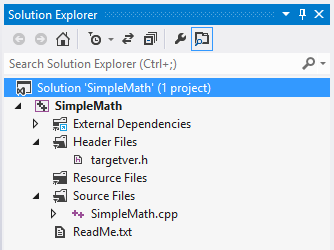 Solution Explorer
Search Solution Explorer (Ctrl+;)
Solution 'SimpleMath' (1 project)
SimpleMath
External Dependencies
Header Files
targetver.h
Resource Files
Source Files
SimpleMath.cpp
ReadMe.txt